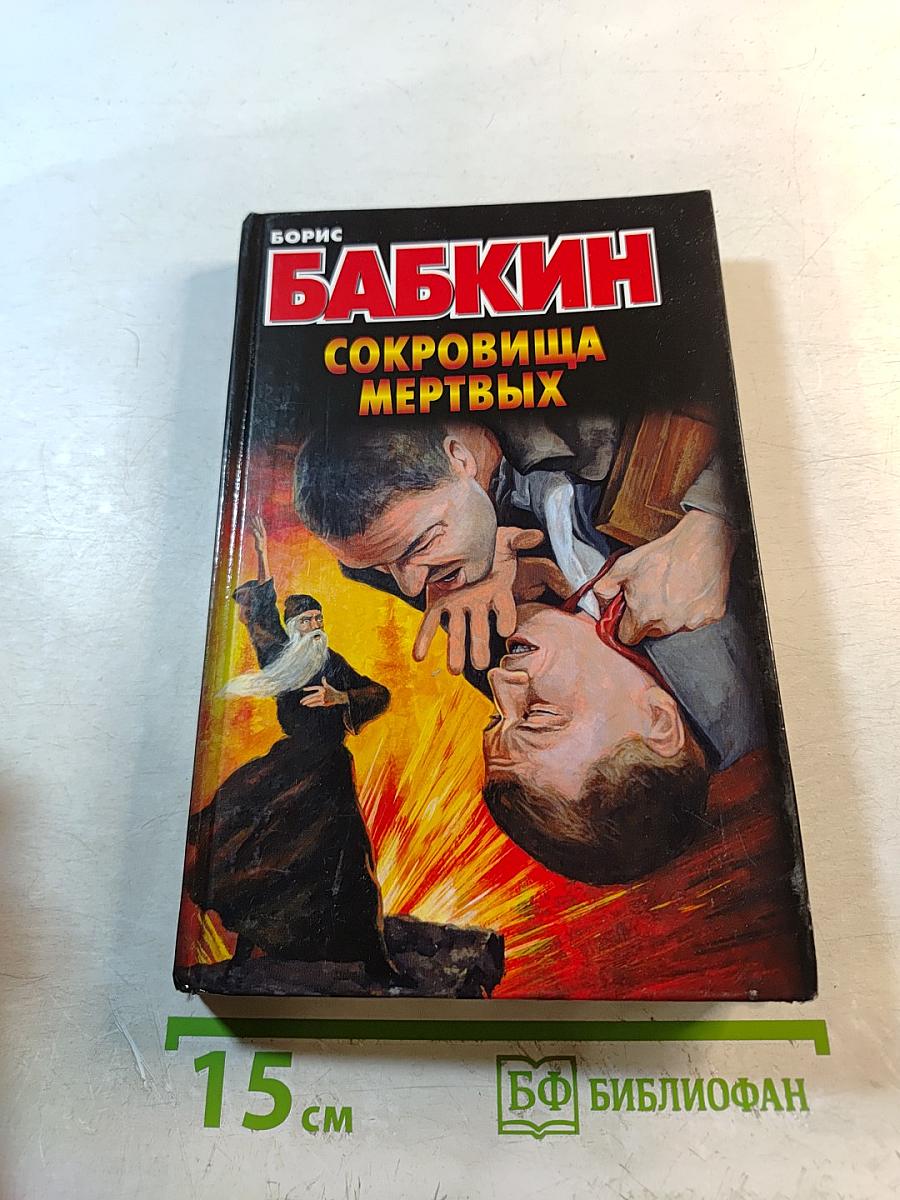 БОРИС
БАБКИН
СОКРОВИЩА
МЕРТВЫХ
15 см
БФ БИБЛИОФАН